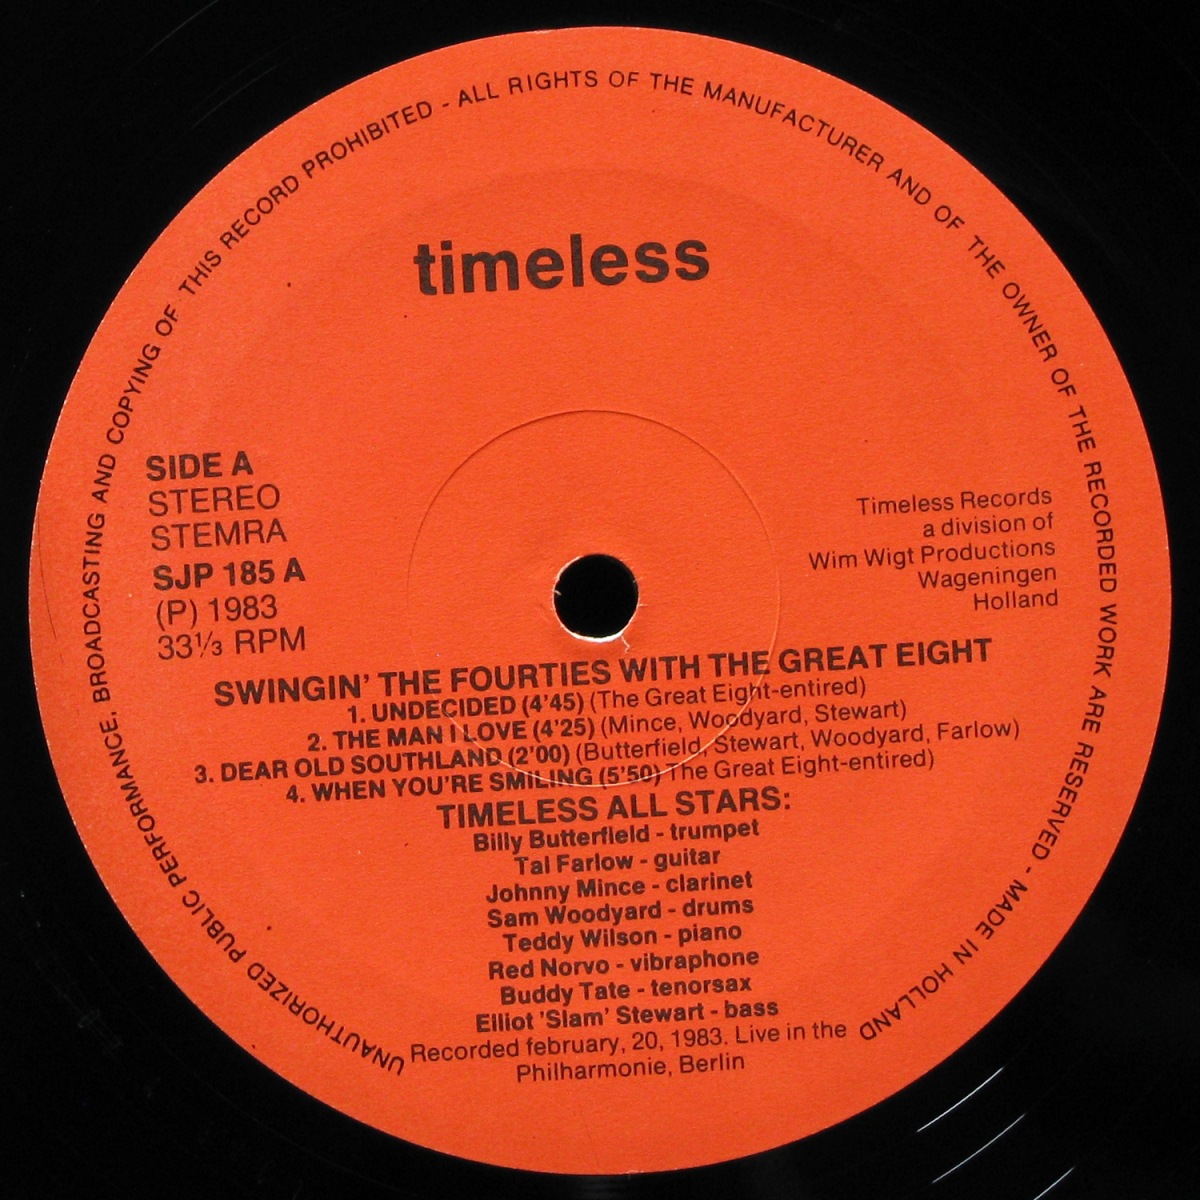 UNAUTHORIZED PUBLIC PERFORMANCE, BROADCASTING AND COPYING OF THIS RECORD PROHIBITED - ALL RIGHTS OF THE MANUFACTURER AND OF THE OWNER OF THE RECORDED WORK ARE RESERVED - MADE IN HOLLAND
timeless
SIDE A
STEREO
STEMRA
SJP 185 A
(P) 1983
33⅓ RPM
Timeless Records
a division of
Wim Wigt Productions
Wageningen
Holland
SWINGIN' THE FOURTIES WITH THE GREAT EIGHT
1. UNDECIDED (4'45) (The Great Eight-entired)
2. THE MAN I LOVE (4'25) (Mince, Woodyard, Stewart)
3. DEAR OLD SOUTHLAND (2'00) (Butterfield, Stewart, Woodyard, Farlow)
4. WHEN YOU'RE SMILING (5'50) The Great Eight-entired)
TIMELESS ALL STARS:
Billy Butterfield - trumpet
Tal Farlow - guitar
Johnny Mince - clarinet
Sam Woodyard - drums
Teddy Wilson - piano
Red Norvo - vibraphone
Buddy Tate - tenorsax
Elliot 'Slam' Stewart - bass
Recorded february, 20, 1983. Live in the
Philharmonie, Berlin